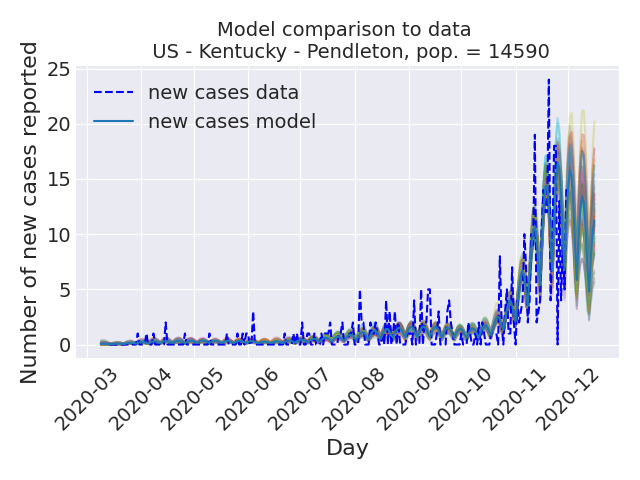 Model comparison to data
US - Kentucky - Pendleton, pop. = 14590
Number of new cases reported
25
20
15
10
5
0
new cases data
new cases model
2020-03
2020-04
2020-05
2020-06
2020-07
2020-08
2020-09
2020-10
2020-11
2020-12
Day